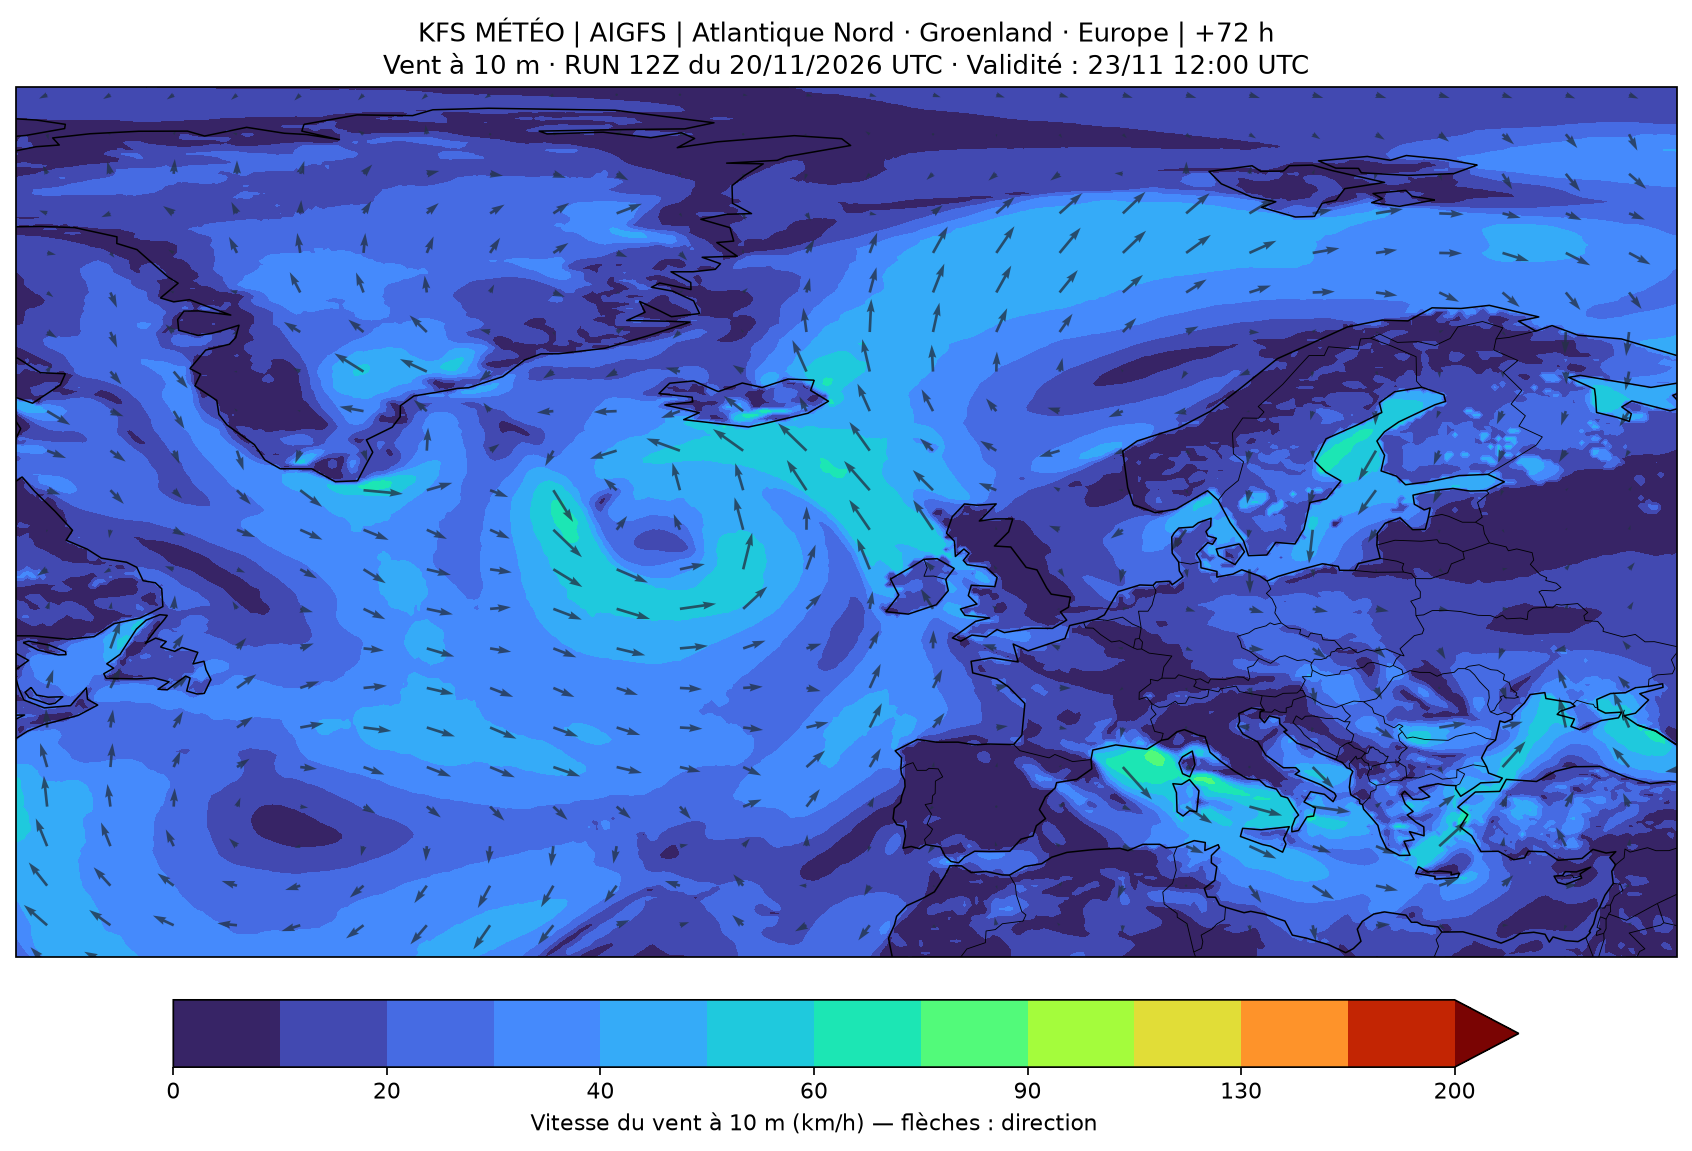 KFS MÉTÉO | AIGFS | Atlantique Nord · Groenland · Europe | +72 h
Vent à 10 m · RUN 12Z du 20/11/2026 UTC · Validité : 23/11 12:00 UTC
0 20 40 60 90 130 200
Vitesse du vent à 10 m (km/h) — flèches : direction